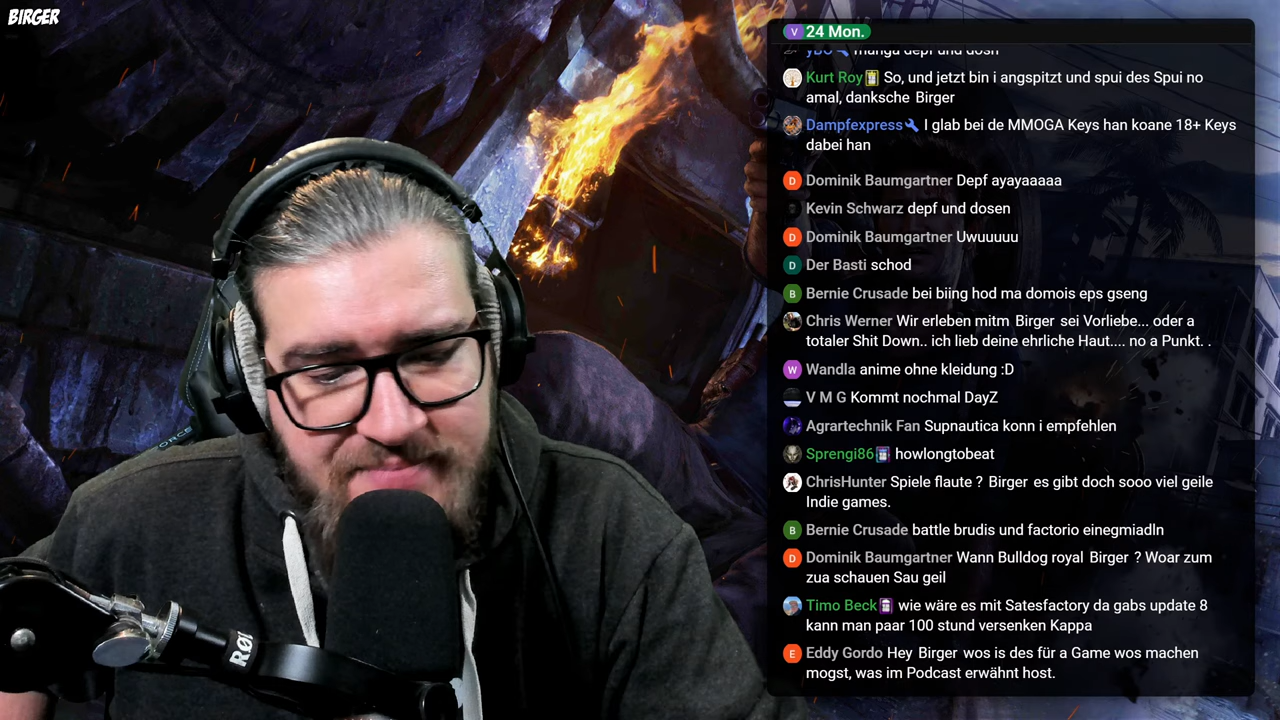 BIRGER
V 24 Mon.
yBO manga depf und dosn
Kurt Roy So, und jetzt bin i angspitzt und spui des Spui no
amal, danksche Birger
Dampfexpress I glab bei de MMOGA Keys han koane 18+ Keys
dabei han
D Dominik Baumgartner Depf ayayaaaaa
Kevin Schwarz depf und dosen
D Dominik Baumgartner Uwuuuuu
D Der Basti schod
B Bernie Crusade bei biing hod ma domois eps gseng
Chris Werner Wir erleben mitm Birger sei Vorliebe... oder a
totaler Shit Down.. ich lieb deine ehrliche Haut.... no a Punkt. .
W Wandla anime ohne kleidung :D
V M G Kommt nochmal DayZ
Agrartechnik Fan Supnautica konn i empfehlen
Sprengi86 howlongtobeat
ChrisHunter Spiele flaute ? Birger es gibt doch sooo viel geile
Indie games.
B Bernie Crusade battle brudis und factorio einegmiadln
D Dominik Baumgartner Wann Bulldog royal Birger ? Woar zum
zua schauen Sau geil
Timo Beck wie wäre es mit Satesfactory da gabs update 8
kann man paar 100 stund versenken Kappa
E Eddy Gordo Hey Birger wos is des für a Game wos machen
mogst, was im Podcast erwähnt host.
FORCE
RØ